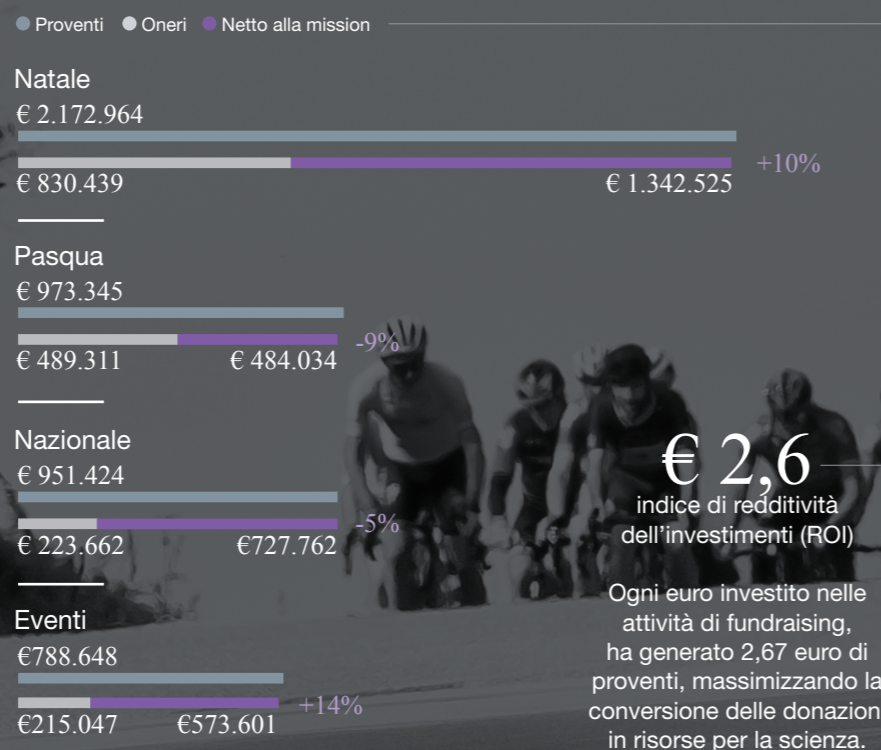 Proventi Oneri Netto alla mission
Natale
€ 2.172.964
+10%
€ 830.439 € 1.342.525
Pasqua
€ 973.345
-9%
€ 489.311 € 484.034
Nazionale
€ 951.424
-5%
€ 223.662 €727.762
Eventi
€788.648
+14%
€215.047 €573.601
€ 2,6
indice di redditività
dell’investimenti (ROI)
Ogni euro investito nelle
attività di fundraising,
ha generato 2,67 euro di
proventi, massimizzando la
conversione delle donazion
in risorse per la scienza.